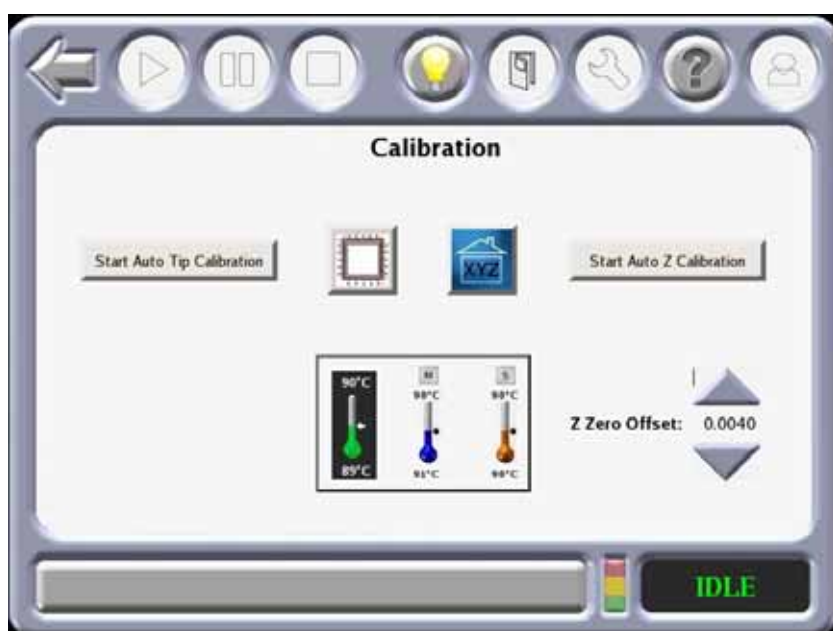 Calibration
Start Auto Tip Calibration
XYZ
Start Auto Z Calibration
90°C
M
90°C
S
90°C
89°C
91°C
90°C
Z Zero Offset: 0.0040
IDLE